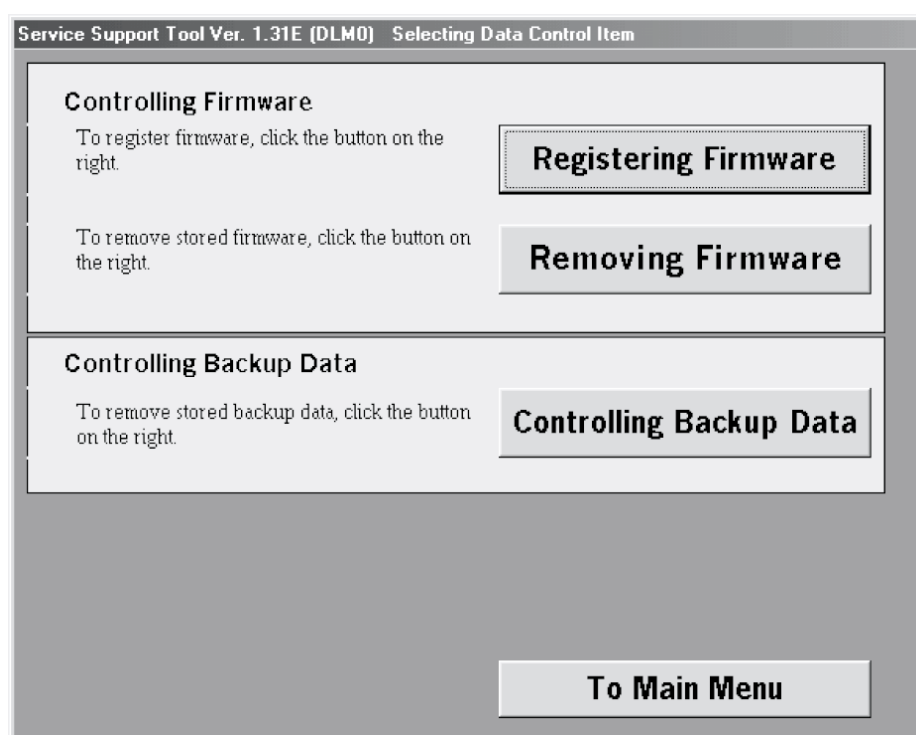 Service Support Tool Ver. 1.31E (DLM0) Selecting Data Control Item
Controlling Firmware
To register firmware, click the button on the
right.
Registering Firmware
To remove stored firmware, click the button on
the right.
Removing Firmware
Controlling Backup Data
To remove stored backup data, click the button
on the right.
Controlling Backup Data
To Main Menu